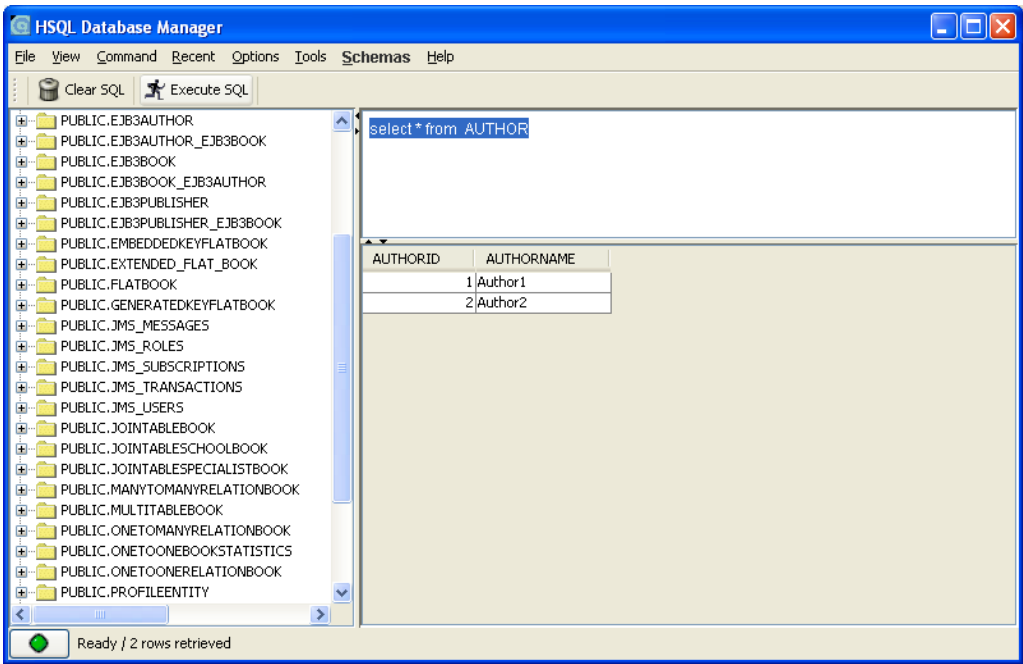 HSQL Database Manager
File View Command Recent Options Tools Schemas Help
Clear SQL Execute SQL
PUBLIC.EJB3AUTHOR
PUBLIC.EJB3AUTHOR_EJB3BOOK
PUBLIC.EJB3BOOK
PUBLIC.EJB3BOOK_EJB3AUTHOR
PUBLIC.EJB3PUBLISHER
PUBLIC.EJB3PUBLISHER_EJB3BOOK
PUBLIC.EMBEDDEDKEYFLATBOOK
PUBLIC.EXTENDED_FLAT_BOOK
PUBLIC.FLATBOOK
PUBLIC.GENERATEDKEYFLATBOOK
PUBLIC.JMS_MESSAGES
PUBLIC.JMS_ROLES
PUBLIC.JMS_SUBSCRIPTIONS
PUBLIC.JMS_TRANSACTIONS
PUBLIC.JMS_USERS
PUBLIC.JOINTABLEBOOK
PUBLIC.JOINTABLESCHOOLBOOK
PUBLIC.JOINTABLESPECIALISTBOOK
PUBLIC.MANYTOMANYRELATIONBOOK
PUBLIC.MULTITABLEBOOK
PUBLIC.ONETOMANYRELATIONBOOK
PUBLIC.ONETOONEBOOKSTATISTICS
PUBLIC.ONETOONERELATIONBOOK
PUBLIC.PROFILEENTITY
select * from AUTHOR
AUTHORID AUTHORNAME
1 Author1
2 Author2
Ready / 2 rows retrieved